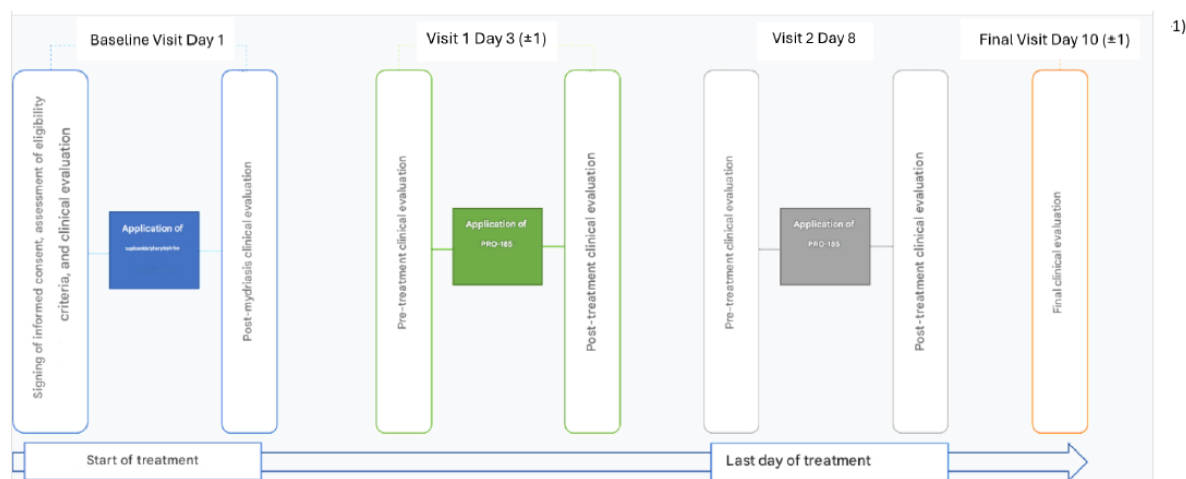 Baseline Visit Day 1
Visit 1 Day 3 (±1)
Visit 2 Day 8
Final Visit Day 10 (±1)
1)
Signing of informed consent, assessment of eligibility
criteria, and clinical evaluation
Application of
Post-mydriasis clinical evaluation
Pre-treatment clinical evaluation
Application of
PRO-185
Post-treatment clinical evaluation
Pre-treatment clinical evaluation
Application of
PRO-185
Post-treatment clinical evaluation
Final clinical evaluation
Start of treatment
Last day of treatment